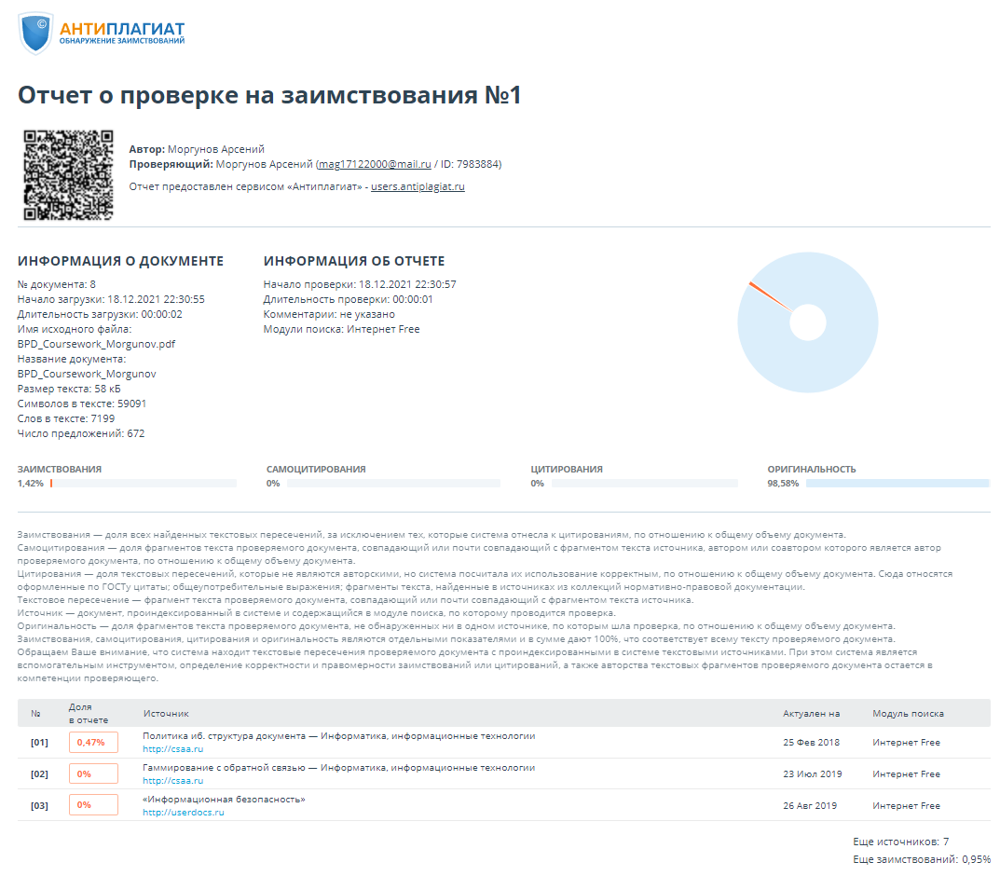 ©
АНТИПЛАГИАТ
ОБНАРУЖЕНИЕ ЗАИМСТВОВАНИЙ
Отчет о проверке на заимствования №1
Автор: Моргунов Арсений
Проверяющий: Моргунов Арсений (mag17122000@mail.ru / ID: 7983884)
Отчет предоставлен сервисом «Антиплагиат» - users.antiplagiat.ru
ИНФОРМАЦИЯ О ДОКУМЕНТЕ
№ документа: 8
Начало загрузки: 18.12.2021 22:30:55
Длительность загрузки: 00:00:02
Имя исходного файла:
BPD_Coursework_Morgunov.pdf
Название документа:
BPD_Coursework_Morgunov
Размер текста: 58 кБ
Cимволов в тексте: 59091
Слов в тексте: 7199
Число предложений: 672
ИНФОРМАЦИЯ ОБ ОТЧЕТЕ
Начало проверки: 18.12.2021 22:30:57
Длительность проверки: 00:00:01
Комментарии: не указано
Модули поиска: Интернет Free
ЗАИМСТВОВАНИЯ
1,42%
САМОЦИТИРОВАНИЯ
0%
ЦИТИРОВАНИЯ
0%
ОРИГИНАЛЬНОСТЬ
98,58%
Заимствования — доля всех найденных текстовых пересечений, за исключением тех, которые система отнесла к цитированиям, по отношению к общему объему документа.
Самоцитирования — доля фрагментов текста проверяемого документа, совпадающий или почти совпадающий с фрагментом текста источника, автором или соавтором которого является автор
проверяемого документа, по отношению к общему объему документа.
Цитирования — доля текстовых пересечений, которые не являются авторскими, но система посчитала их использование корректным, по отношению к общему объему документа. Сюда относятся
оформленные по ГОСТу цитаты; общеупотребительные выражения; фрагменты текста, найденные в источниках из коллекций нормативно-правовой документации.
Текстовое пересечение — фрагмент текста проверяемого документа, совпадающий или почти совпадающий с фрагментом текста источника.
Источник — документ, проиндексированный в системе и содержащийся в модуле поиска, по которому проводится проверка.
Оригинальность — доля фрагментов текста проверяемого документа, не обнаруженных ни в одном источнике, по которым шла проверка, по отношению к общему объему документа.
Заимствования, самоцитирования, цитирования и оригинальность являются отдельными показателями и в сумме дают 100%, что соответствует всему тексту проверяемого документа.
Обращаем Ваше внимание, что система находит текстовые пересечения проверяемого документа с проиндексированными в системе текстовыми источниками. При этом система является
вспомогательным инструментом, определение корректности и правомерности заимствований или цитирований, а также авторства текстовых фрагментов проверяемого документа остается в
компетенции проверяющего.
№ Доля в отчете Источник Актуален на Модуль поиска
[01] 0,47% Политика иб. структура документа — Информатика, информационные технологии 25 Фев 2018 Интернет Free
http://csaa.ru
[02] 0% Гаммирование с обратной связью — Информатика, информационные технологии 23 Июл 2019 Интернет Free
http://csaa.ru
[03] 0% «Информационная безопасность» 26 Авг 2019 Интернет Free
http://userdocs.ru
Еще источников: 7
Еще заимствований: 0,95%